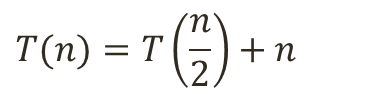 T(n) = T(n/2) + n